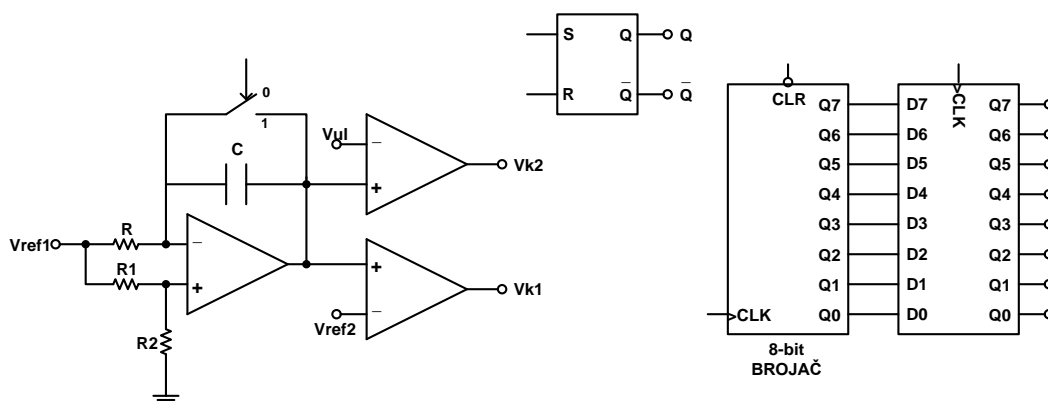 S Q Q
R Q̅ Q̅
0
1
C
Vul
Vk2
Vref1
R
R1
R2
Vref2
Vk1
CLR
CLK
Q7 D7 Q7
Q6 D6 Q6
Q5 D5 Q5
Q4 D4 Q4
Q3 D3 Q3
Q2 D2 Q2
Q1 D1 Q1
CLK Q0 D0 Q0
8-bit
BROJAČ